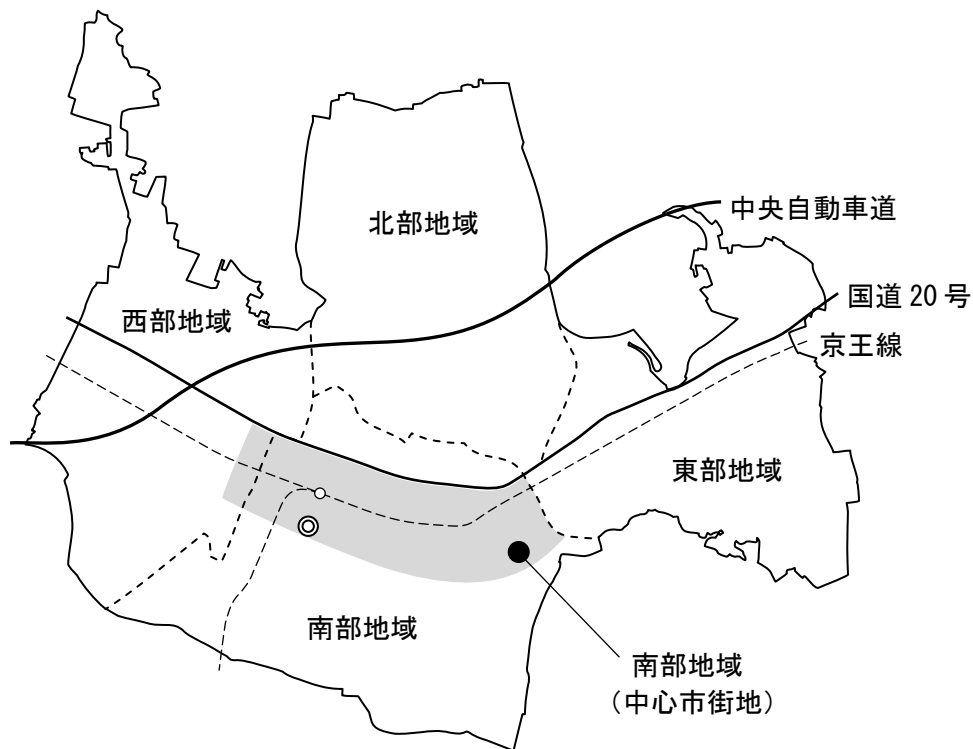 中央自動車道
北部地域
国道 20 号
西部地域
京王線
東部地域
南部地域
南部地域
（中心市街地）